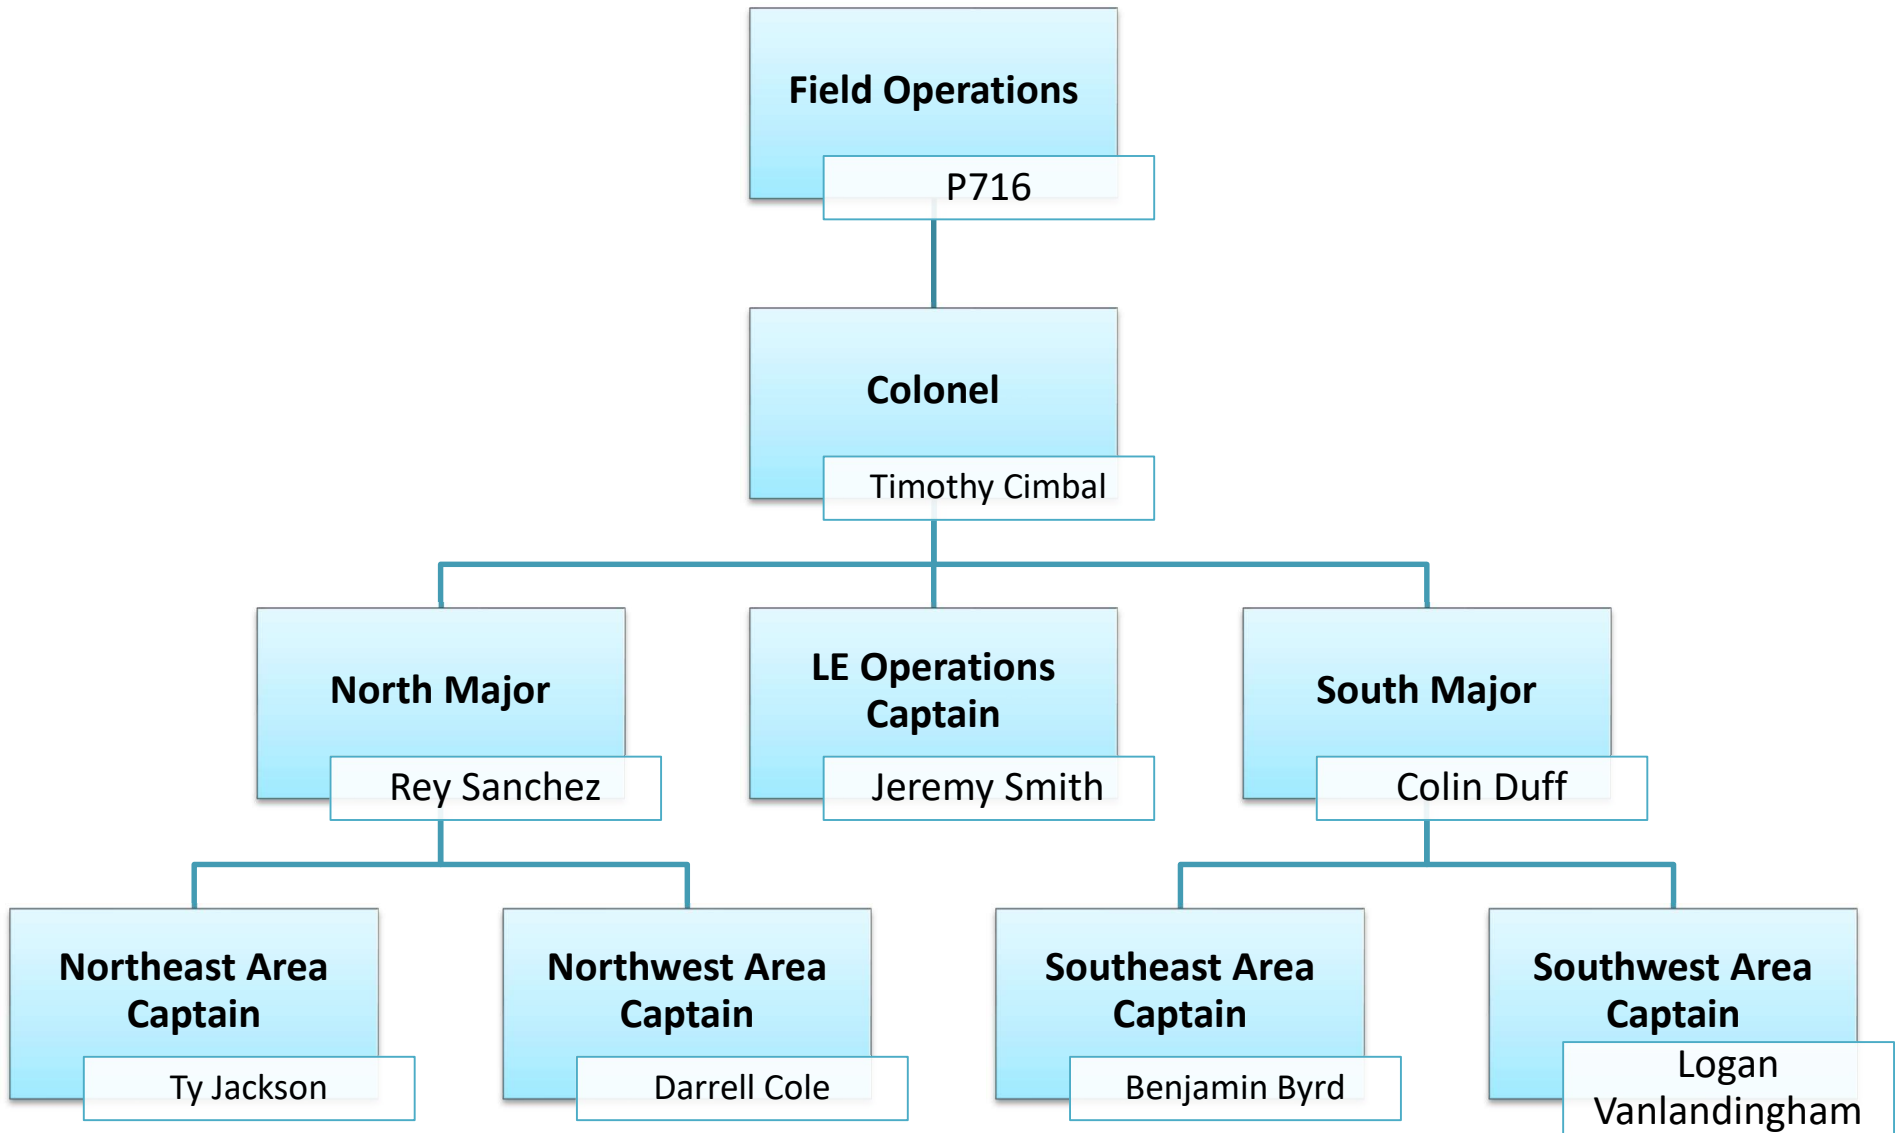 Field Operations
P716
Colonel
Timothy Cimbal
North Major
Rey Sanchez
LE Operations
Captain
Jeremy Smith
South Major
Colin Duff
Northeast Area
Captain
Ty Jackson
Northwest Area
Captain
Darrell Cole
Southeast Area
Captain
Benjamin Byrd
Southwest Area
Captain
Logan
Vanlandingham